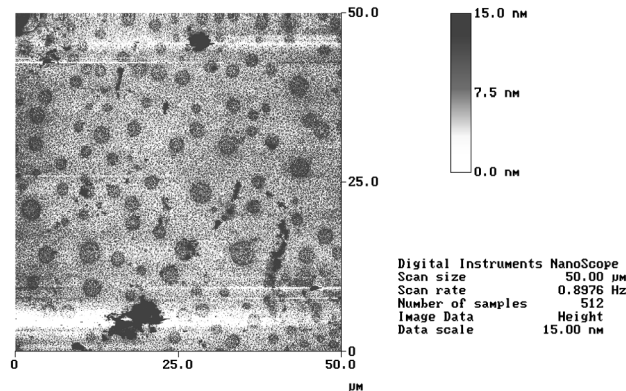 50.0
25.0
0
0
25.0
50.0
μM
15.0 nM
7.5 nM
0.0 nM
Digital Instruments NanoScope
Scan size 50.00 μM
Scan rate 0.8976 Hz
Number of samples 512
Image Data Height
Data scale 15.00 nM